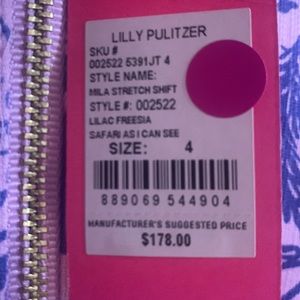 LILLY PULITZER
SKU #
002522 5391JT 4
STYLE NAME:
MILA STRETCH SHIFT
STYLE #: 002522
LILAC FREESIA
SAFARI AS I CAN SEE
SIZE: 4
889069 544904
MANUFACTURER'S SUGGESTED PRICE
$178.00